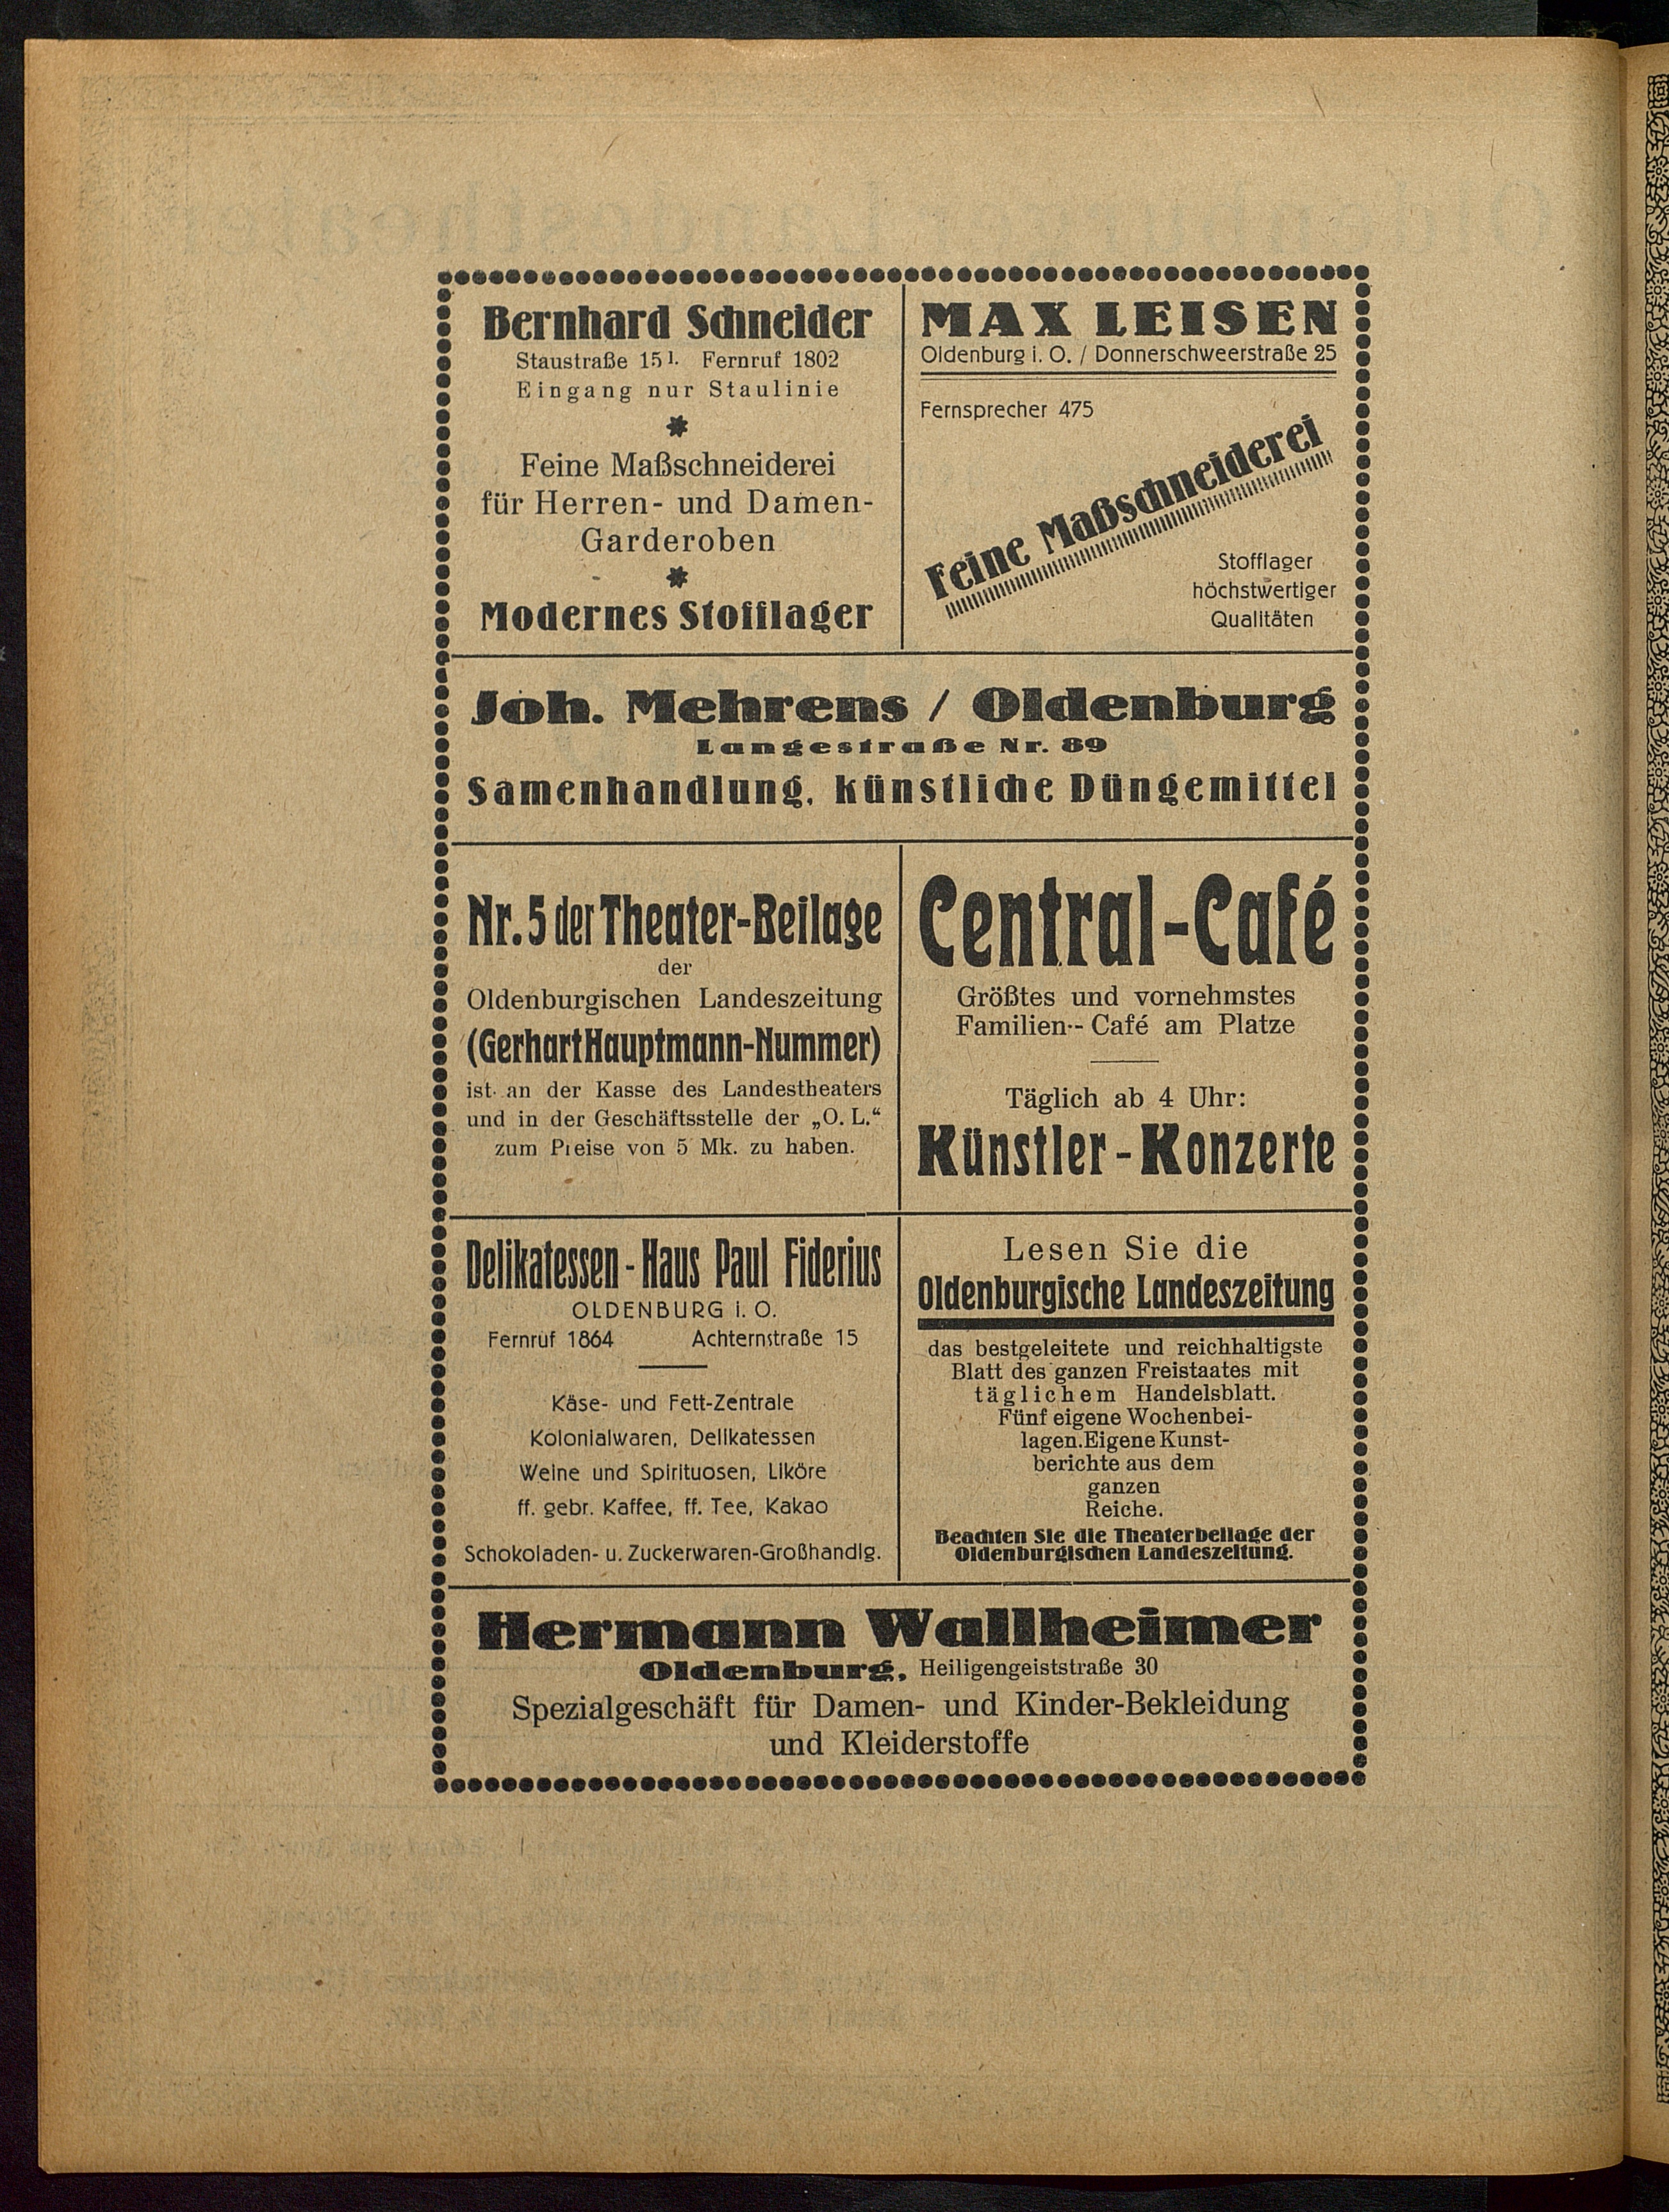 Bernhard Schneider
Staustraße 15 I. Fernruf 1802
Eingang nur Staulinie
Feine Maßschneiderei
für Herren- und Damen-
Garderoben
Modernes Stofflager
MAX LEISEN
Oldenburg i. O. / Donnerschweerstraße 25
Fernsprecher 475
Feine Maßschneiderei
Stofflager
höchstwertiger
Qualitäten
Joh. Mehrens / Oldenburg
Langestraße Nr. 89
Samenhandlung, künstliche Düngemittel
Nr. 5 der Theater-Beilage
der
Oldenburgischen Landeszeitung
(Gerhart Hauptmann-Nummer)
ist an der Kasse des Landestheaters
und in der Geschäftsstelle der „O. L.“
zum Preise von 5 Mk. zu haben.
Central-Café
Größtes und vornehmstes
Familien-Café am Platze
Täglich ab 4 Uhr:
Künstler-Konzerte
Delikatessen-Haus Paul Fiderius
OLDENBURG i. O.
Fernruf 1864 Achternstraße 15
Käse- und Fett-Zentrale
Kolonialwaren, Delikatessen
Weine und Spirituosen, Liköre
ff. gebr. Kaffee, ff. Tee, Kakao
Schokoladen- u. Zuckerwaren-Großhandlg.
Lesen Sie die
Oldenburgische Landeszeitung
das bestgeleitete und reichhaltigste
Blatt des ganzen Freistaates mit
täglichem Handelsblatt.
Fünf eigene Wochenbei-
lagen. Eigene Kunst-
berichte aus dem
ganzen
Reiche.
Beachten Sie die Theaterbeilage der
Oldenburgischen Landeszeitung.
Hermann Wallheimer
Oldenburg, Heiligengeiststraße 30
Spezialgeschäft für Damen- und Kinder-Bekleidung
und Kleiderstoffe